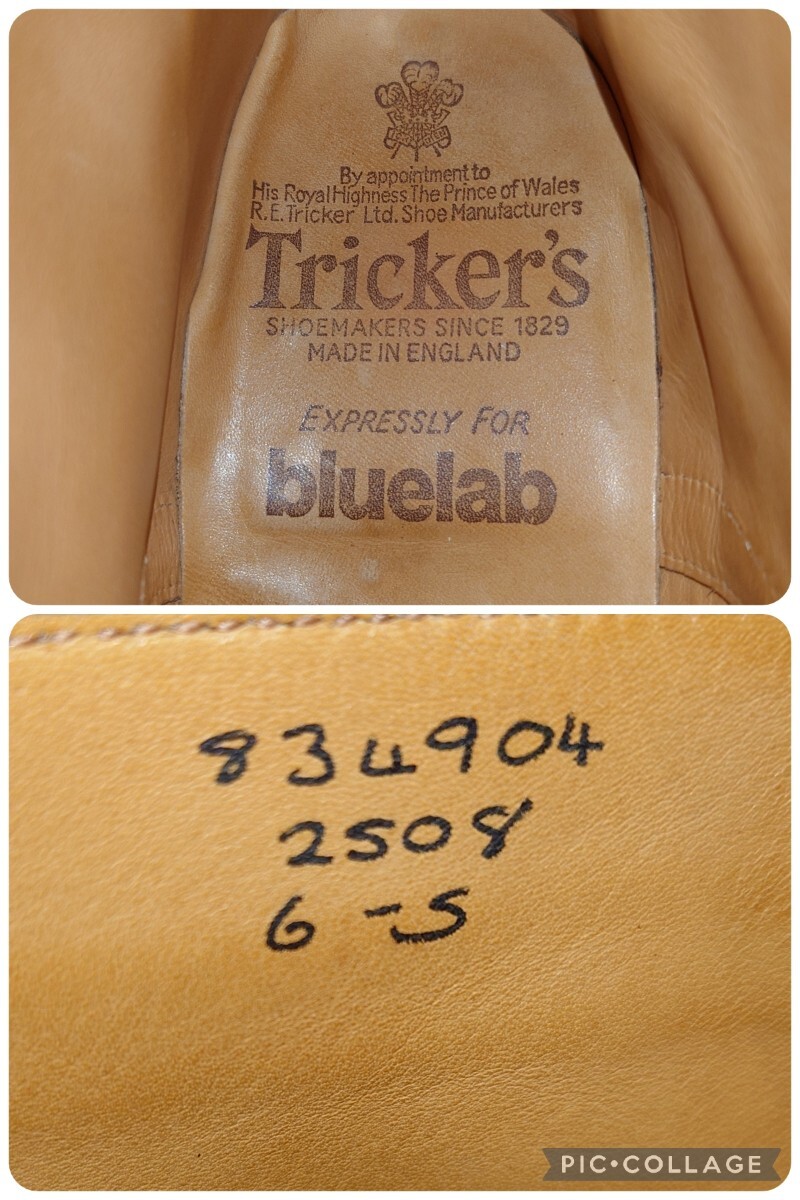 By appointment to
His Royal Highness The Prince of Wales
R.E. Tricker Ltd. Shoe Manufacturers
Tricker's
SHOEMAKERS SINCE 1829
MADE IN ENGLAND
EXPRESSLY FOR
bluelab
834904
2508
6-5
PIC•COLLAGE